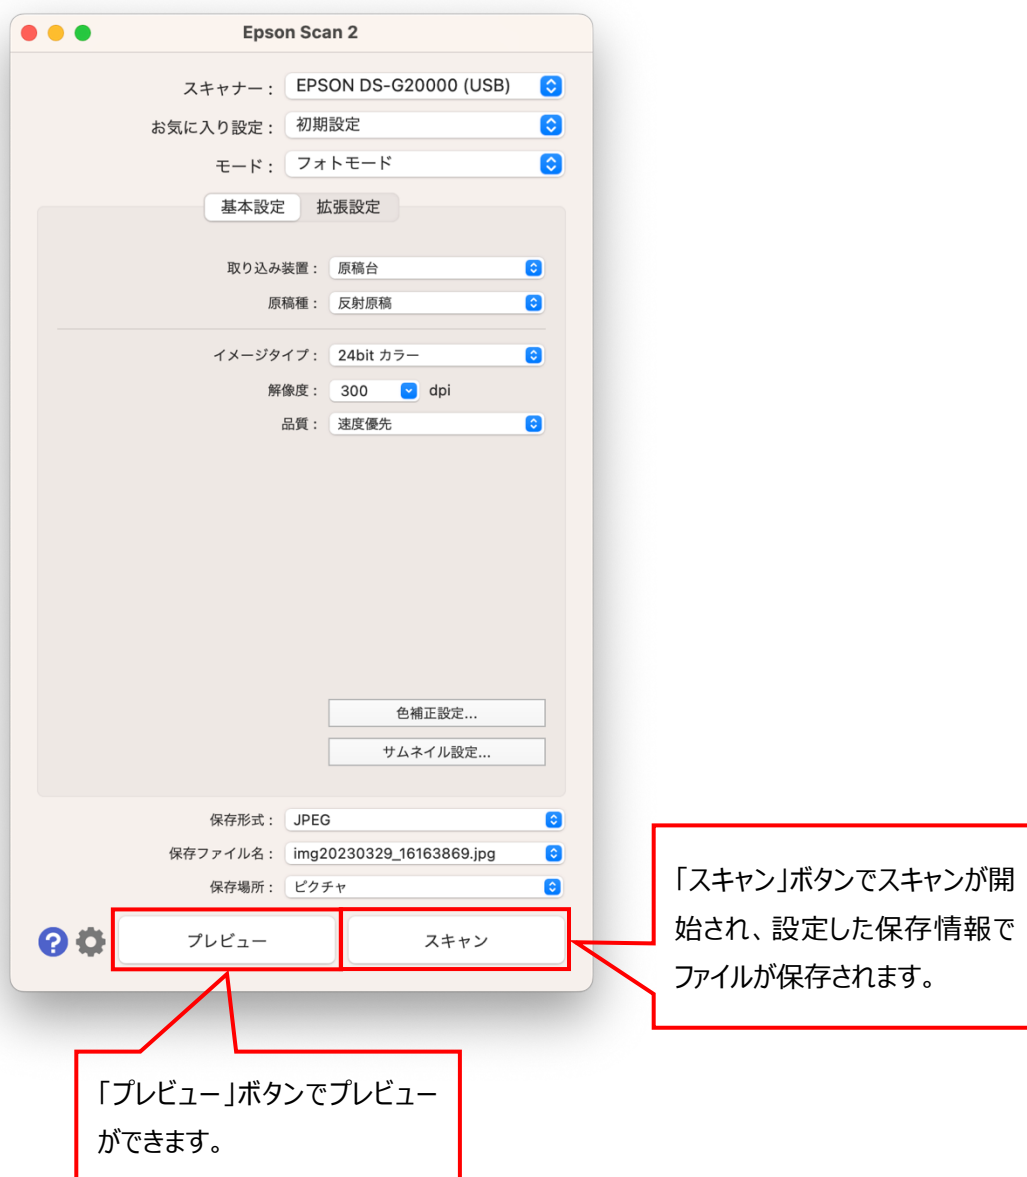 Epson Scan 2
スキャナー： EPSON DS-G20000 (USB)
お気に入り設定： 初期設定
モード： フォトモード
基本設定 拡張設定
取り込み装置： 原稿台
原稿種： 反射原稿
イメージタイプ： 24bit カラー
解像度： 300 dpi
品質： 速度優先
色補正設定...
サムネイル設定...
保存形式： JPEG
保存ファイル名： img20230329_16163869.jpg
保存場所： ピクチャ
? プレビュー スキャン
「スキャン」ボタンでスキャンが開
始され、設定した保存情報で
ファイルが保存されます。
「プレビュー」ボタンでプレビュー
ができます。